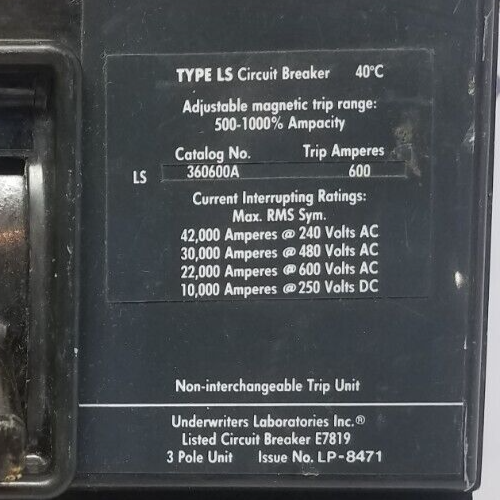 TYPE LS Circuit Breaker 40°C
Adjustable magnetic trip range:
500-1000% Ampacity
Catalog No. Trip Amperes
LS 360600A 600
Current Interrupting Ratings:
Max. RMS Sym.
42,000 Amperes @ 240 Volts AC
30,000 Amperes @ 480 Volts AC
22,000 Amperes @ 600 Volts AC
10,000 Amperes @ 250 Volts DC
Non-interchangeable Trip Unit
Underwriters Laboratories Inc.®
Listed Circuit Breaker E7819
3 Pole Unit Issue No. LP-8471